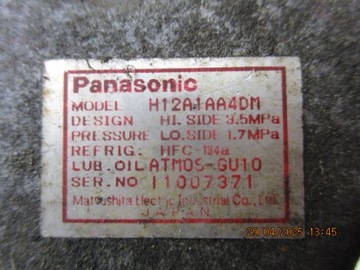 Panasonic
MODEL H12A1AA4DM
DESIGN HI. SIDE 3.5MPa
PRESSURE LO. SIDE 1.7MPa
REFRIG: HFC-134a
LUB. OIL ATMOS-GU10
SER. NO 11007371
Matsushita Electric Industrial Co., Ltd.
JAPAN
29/04/2025 13:45